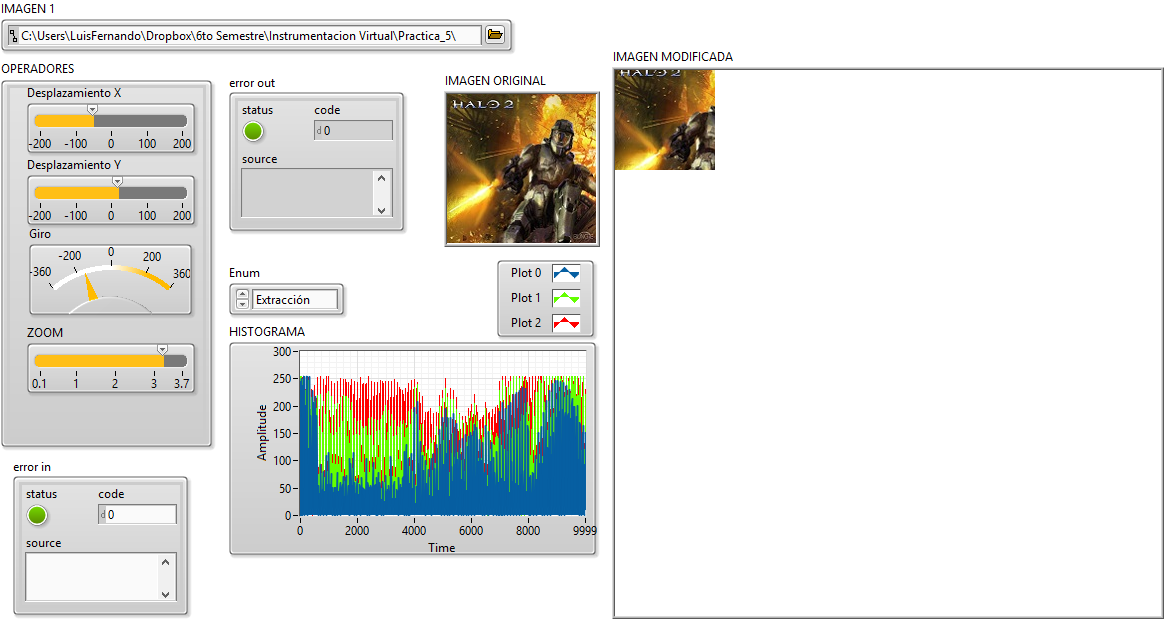 IMAGEN 1
C:\Users\LuisFernando\Dropbox\6to Semestre\Instrumentacion Virtual\Practica_5\
OPERADORES
Desplazamiento X
-200 -100 0 100 200
Desplazamiento Y
-200 -100 0 100 200
Giro
-360 -200 0 200 360
ZOOM
0.1 1 2 3 3.7
error in
status code
d 0
source
error out
status code
d 0
source
Enum
Extracción
IMAGEN ORIGINAL
HALO 2
Plot 0
Plot 1
Plot 2
HISTOGRAMA
Amplitude
300
250
200
150
100
50
0
0 2000 4000 6000 8000 9999
Time
IMAGEN MODIFICADA
HALO 2